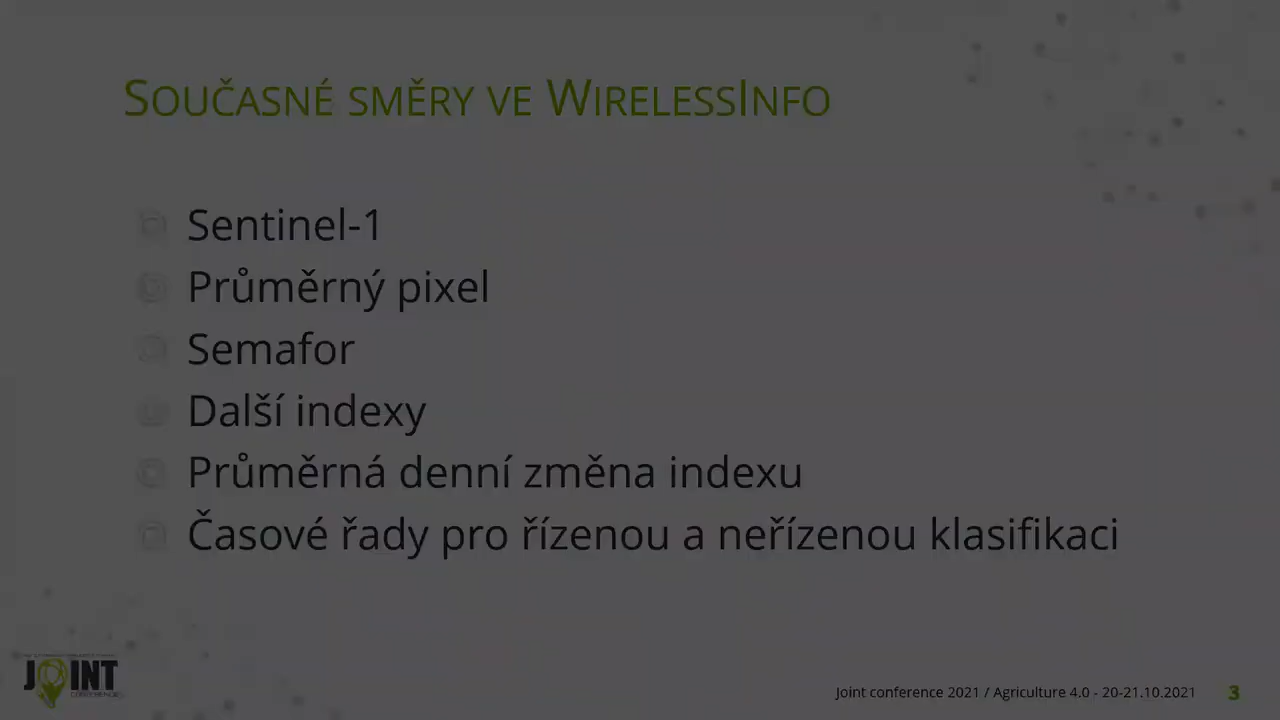 Současné směry ve WirelessInfo
Sentinel-1
Průměrný pixel
Semafor
Další indexy
Průměrná denní změna indexu
Časové řady pro řízenou a neřízenou klasifikaci
JOINT
CONFERENCE
Joint conference 2021 / Agriculture 4.0 - 20-21.10.2021 3